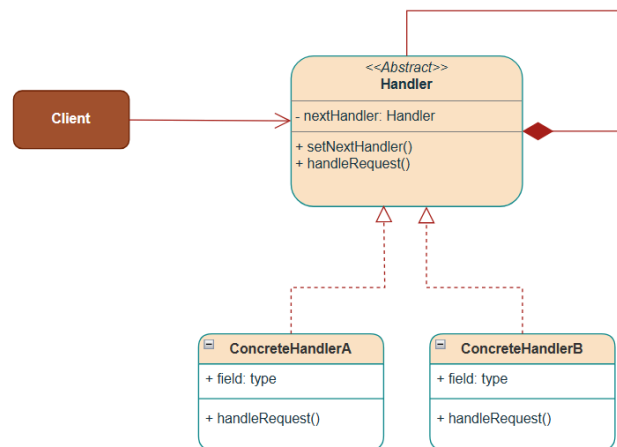 <<Abstract>>
Handler
Client
- nextHandler: Handler
+ setNextHandler()
+ handleRequest()
ConcreteHandlerA
+ field: type
+ handleRequest()
ConcreteHandlerB
+ field: type
+ handleRequest()